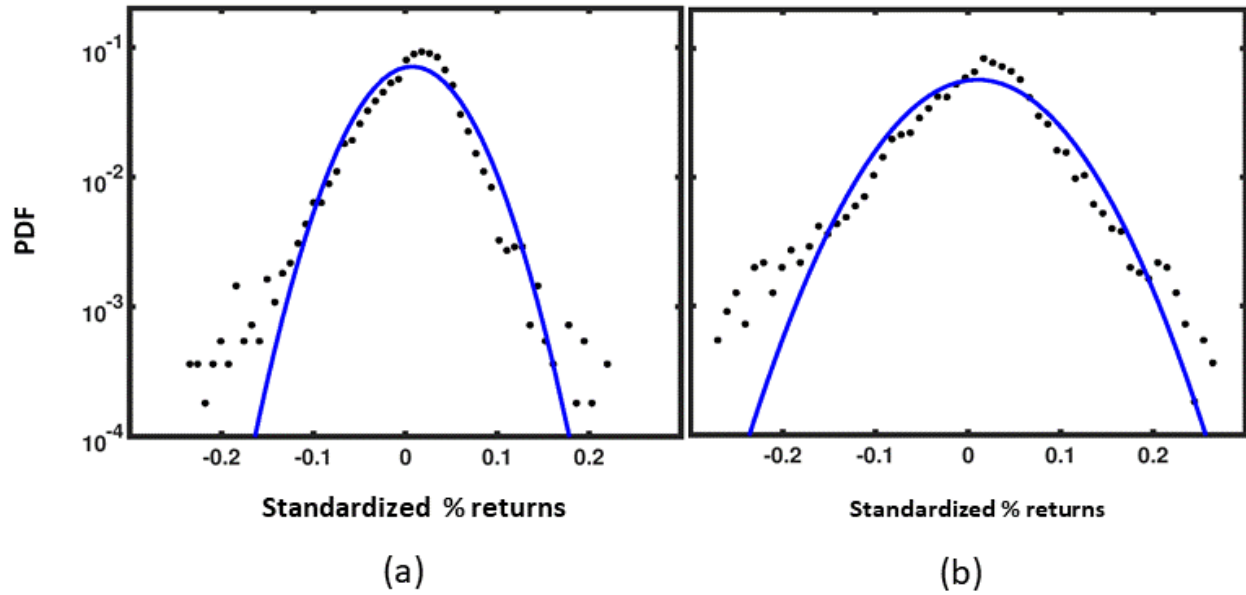 10^-1
10^-2
10^-3
10^-4
PDF
-0.2 -0.1 0 0.1 0.2
-0.2 -0.1 0 0.1 0.2
Standardized % returns
Standardized % returns
(a)
(b)